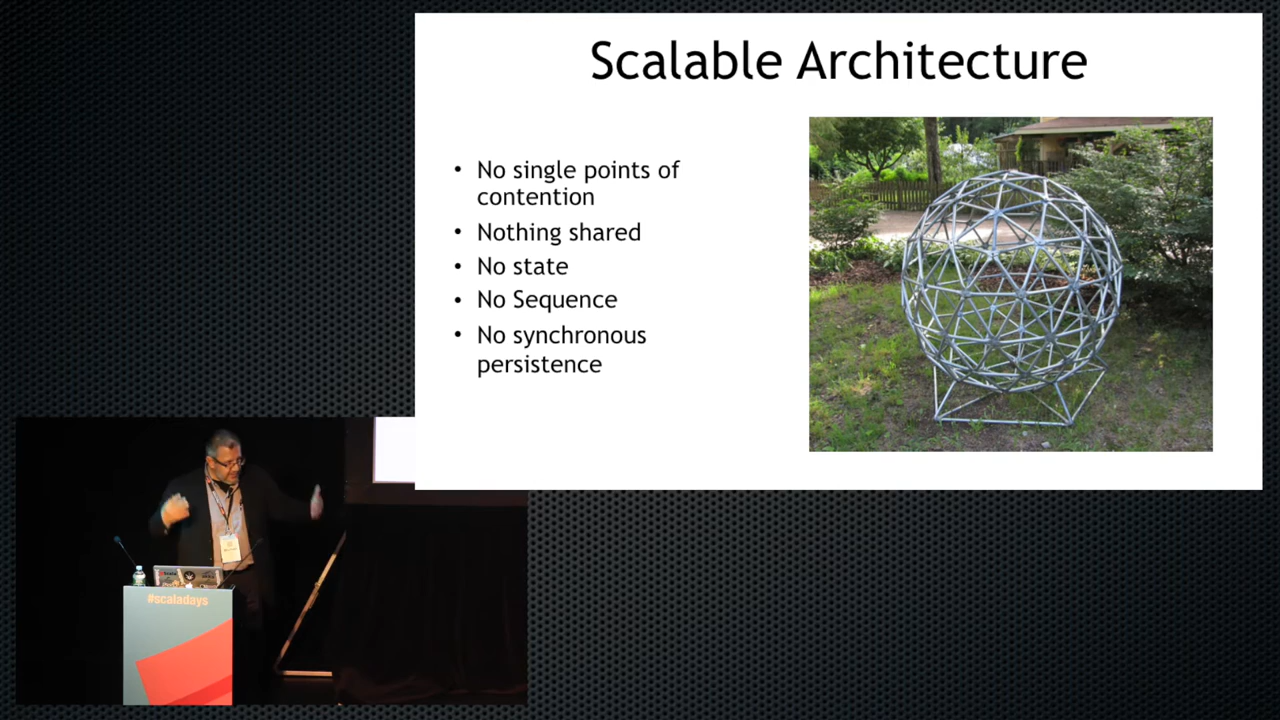 Scalable Architecture
• No single points of
contention
• Nothing shared
• No state
• No Sequence
• No synchronous
persistence
#scaladays